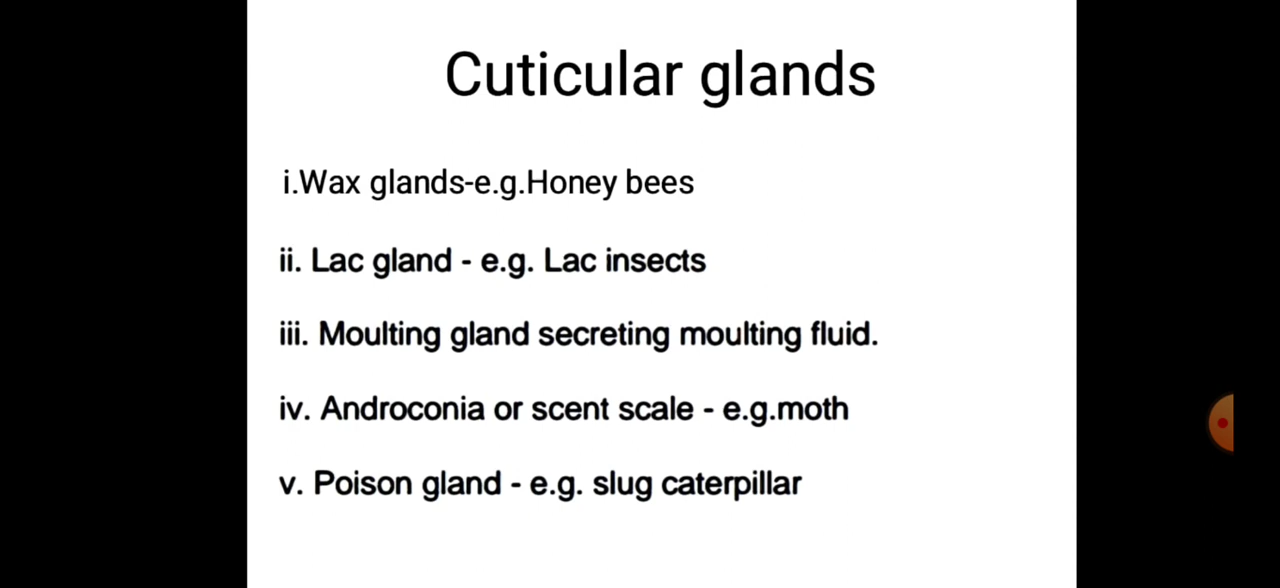 Cuticular glands
i.Wax glands-e.g.Honey bees
ii. Lac gland - e.g. Lac insects
iii. Moulting gland secreting moulting fluid.
iv. Androconia or scent scale - e.g.moth
v. Poison gland - e.g. slug caterpillar